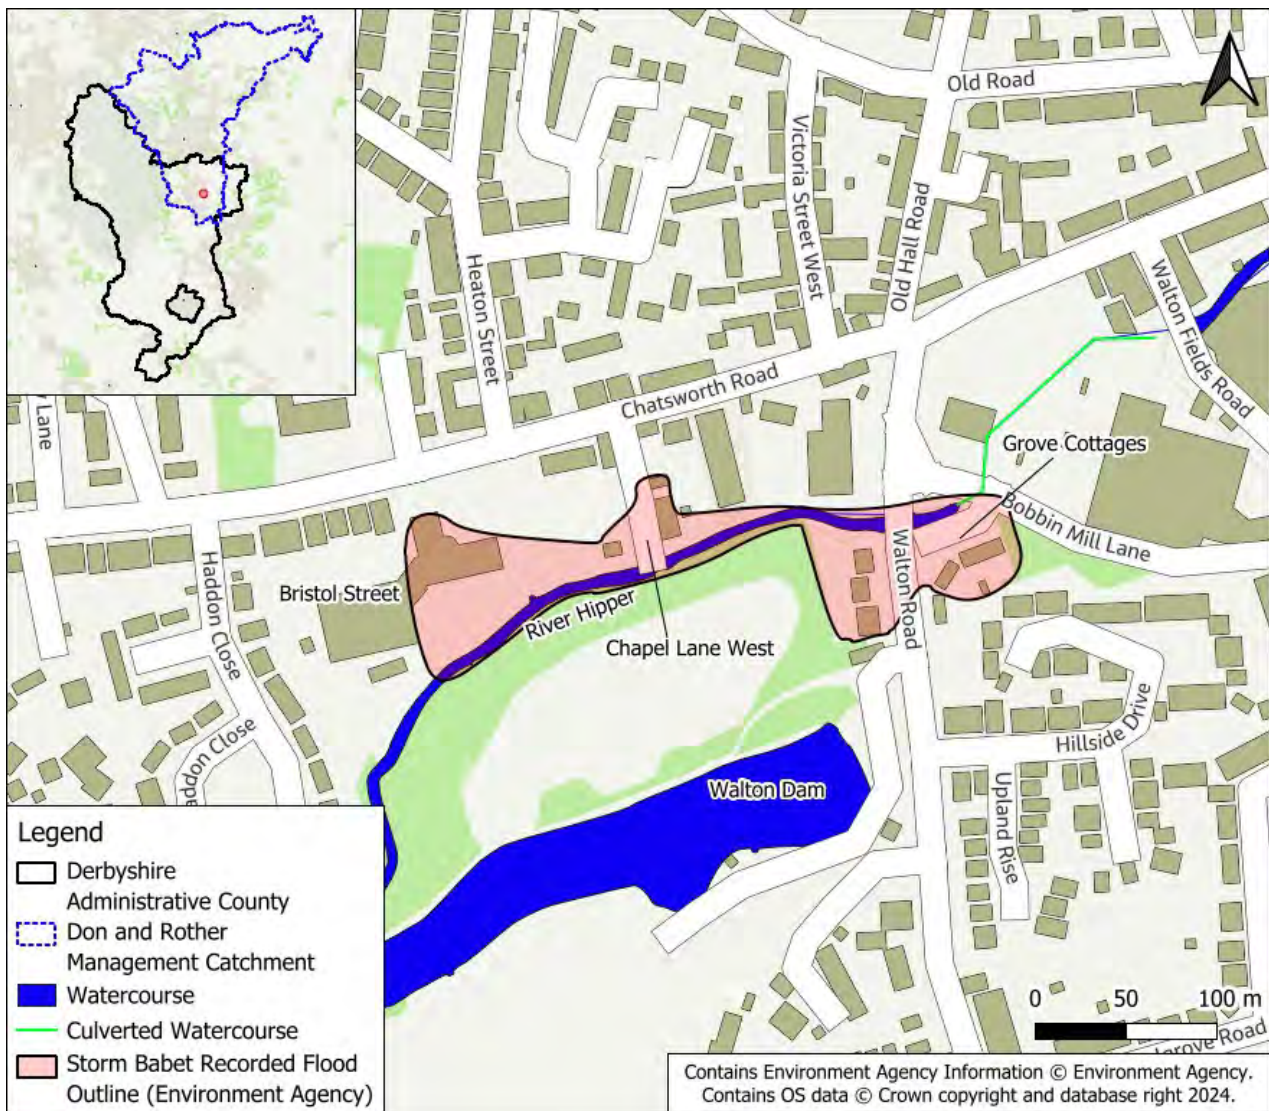 Old Road
Victoria Street West
Old Hall Road
Heaton Street
Walton Fields Road
Chatsworth Road
Lane
Grove Cottages
Bobbin Mill Lane
Haddon Close
Bristol Street
River Hipper
Walton Road
Chapel Lane West
Hillside Drive
Close
Walton Dam
Upland Rise
Legend
Derbyshire
Administrative County
Don and Rother
Management Catchment
Watercourse
Culverted Watercourse
Storm Babet Recorded Flood
Outline (Environment Agency)
0 50 100 m
Road
Contains Environment Agency Information © Environment Agency.
Contains OS data © Crown copyright and database right 2024.